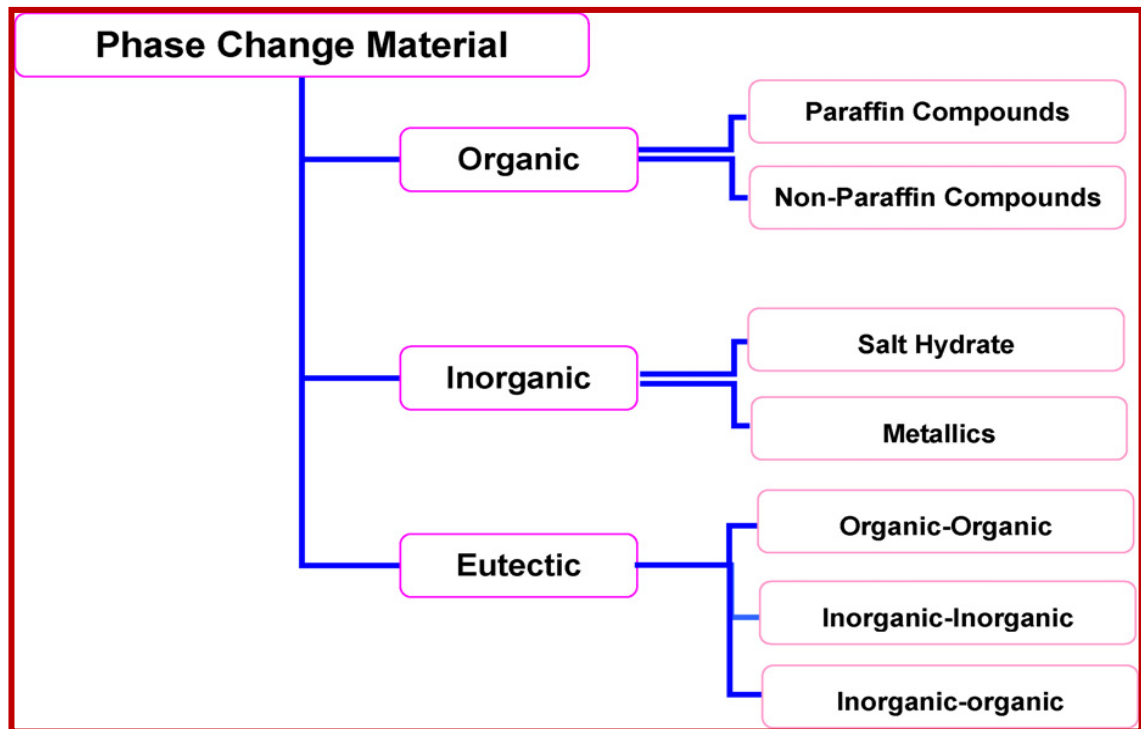 Phase Change Material
Organic
Paraffin Compounds
Non-Paraffin Compounds
Inorganic
Salt Hydrate
Metallics
Eutectic
Organic-Organic
Inorganic-Inorganic
Inorganic-organic